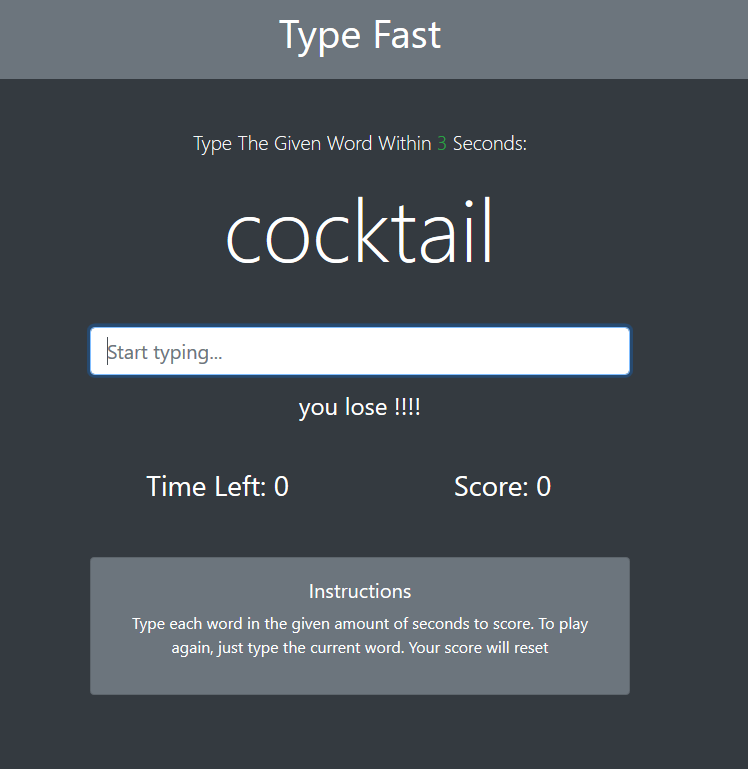 Type Fast
Type The Given Word Within 3 Seconds:
cocktail
Start typing...
you lose !!!!
Time Left: 0
Score: 0
Instructions
Type each word in the given amount of seconds to score. To play
again, just type the current word. Your score will reset